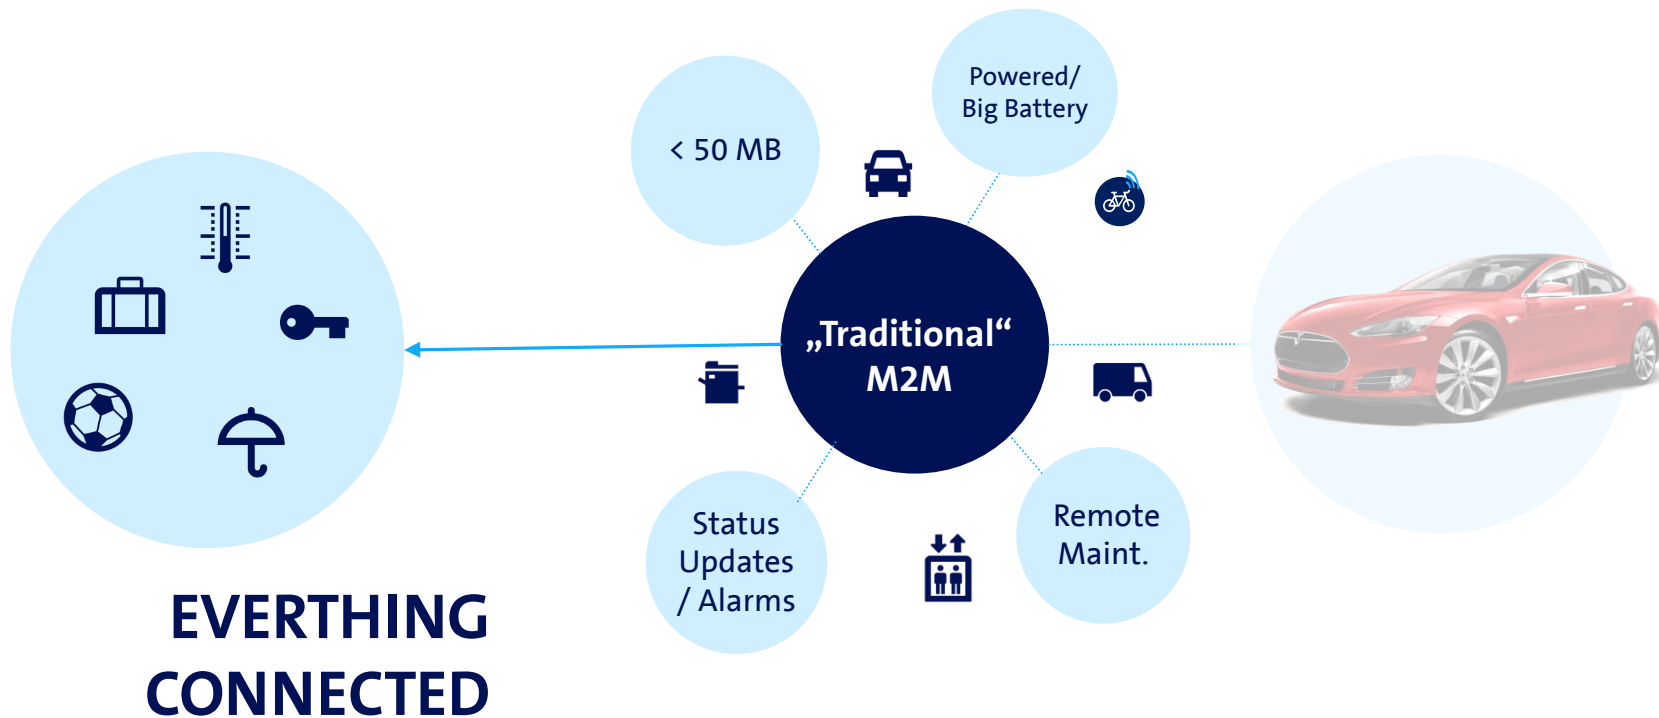 Powered/
Big Battery
< 50 MB
„Traditional“
M2M
Status
Updates
/ Alarms
Remote
Maint.
EVERTHING
CONNECTED